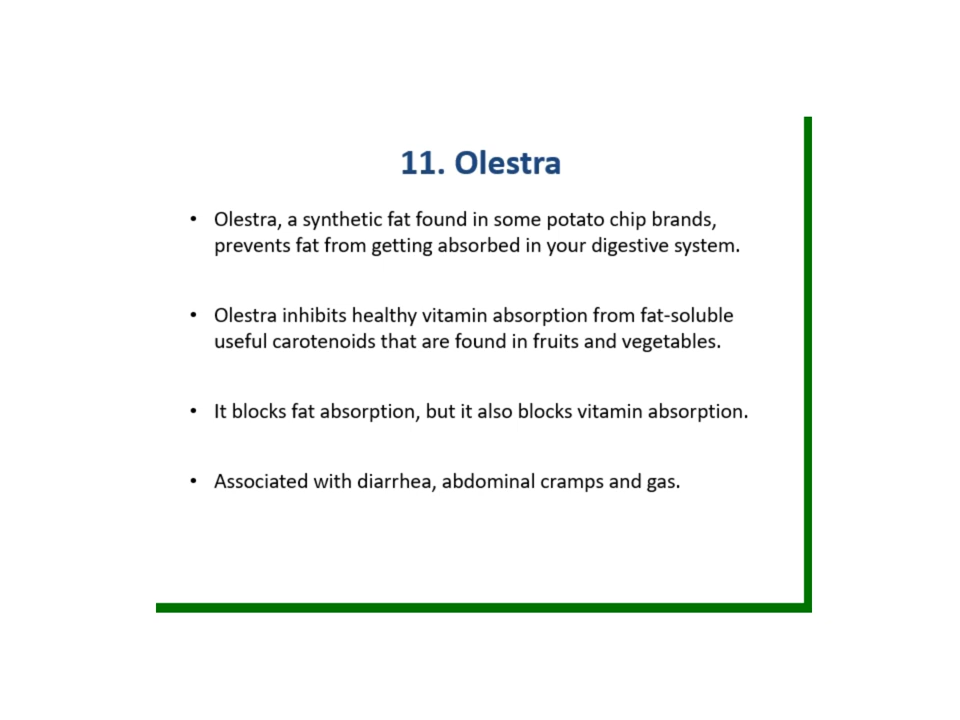 11. Olestra
• Olestra, a synthetic fat found in some potato chip brands,
prevents fat from getting absorbed in your digestive system.
• Olestra inhibits healthy vitamin absorption from fat-soluble
useful carotenoids that are found in fruits and vegetables.
• It blocks fat absorption, but it also blocks vitamin absorption.
• Associated with diarrhea, abdominal cramps and gas.